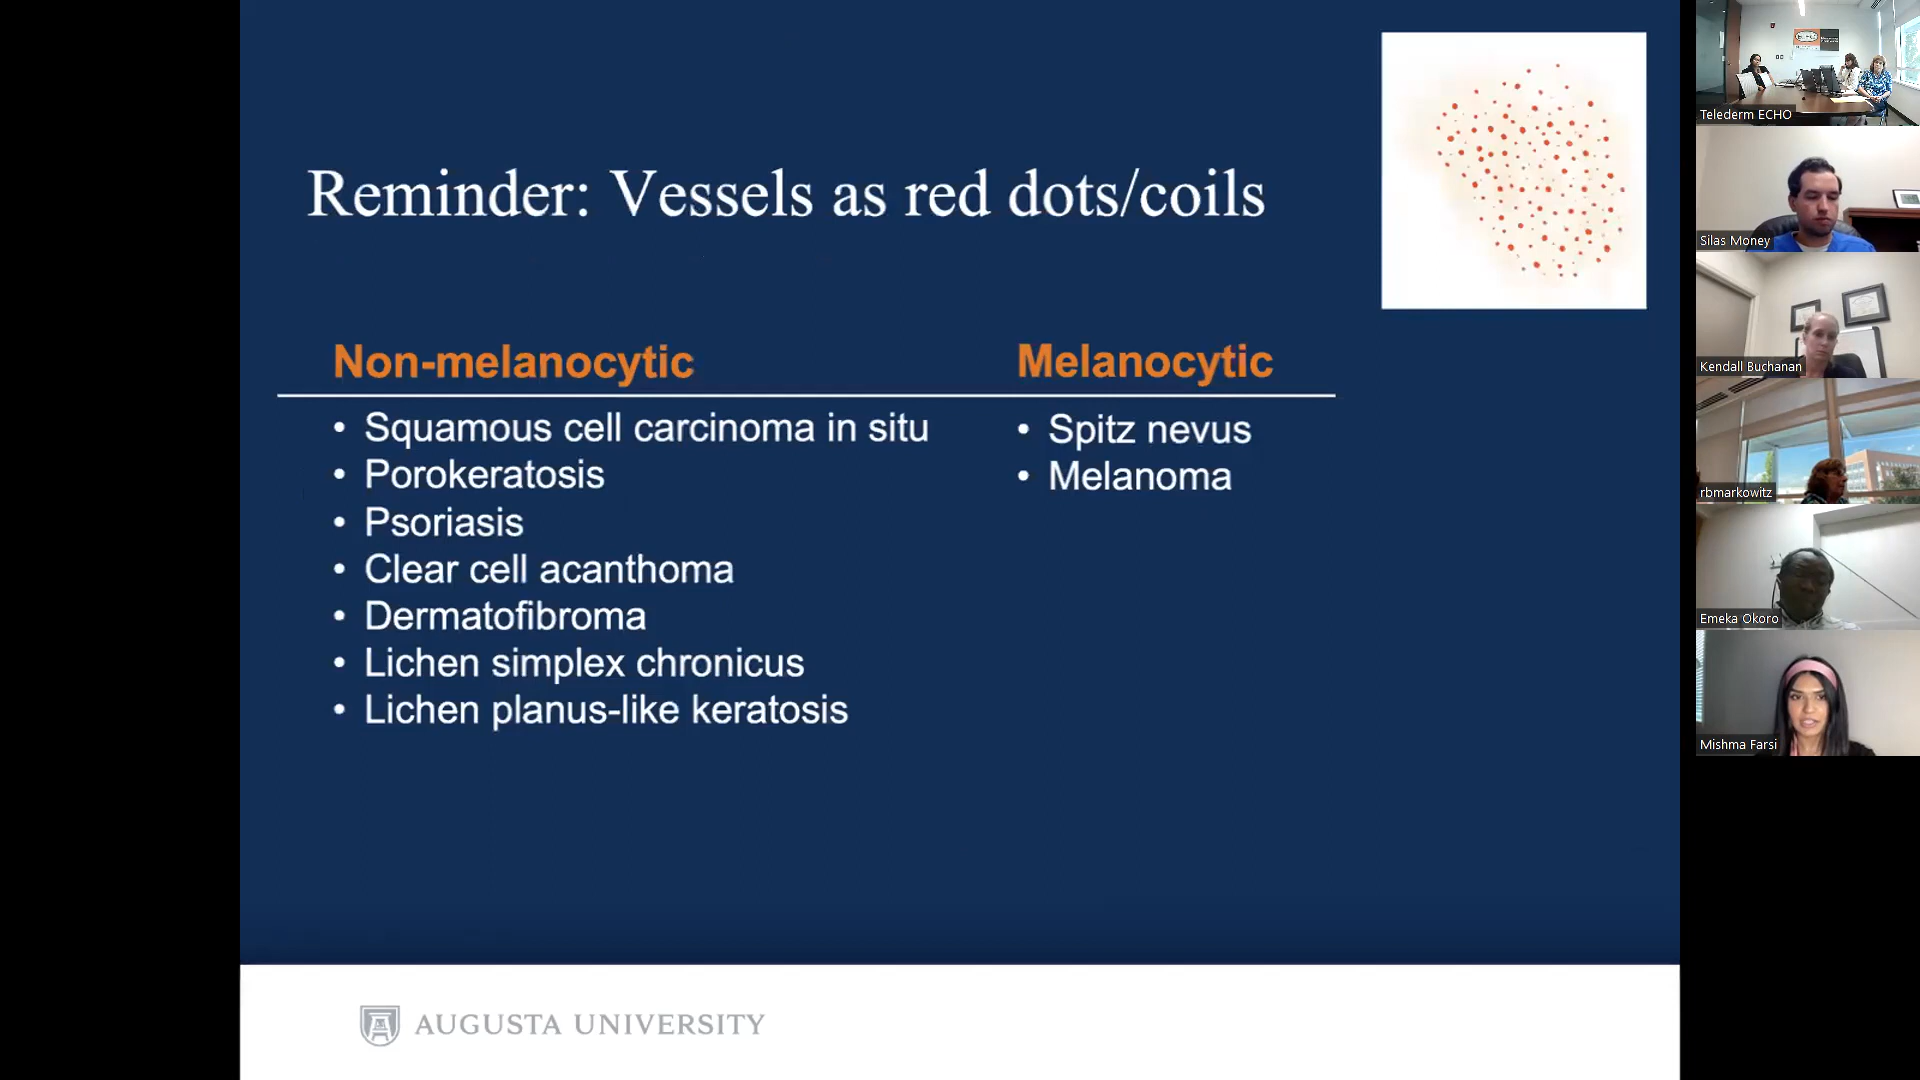 Reminder: Vessels as red dots/coils
Non-melanocytic
• Squamous cell carcinoma in situ
• Porokeratosis
• Psoriasis
• Clear cell acanthoma
• Dermatofibroma
• Lichen simplex chronicus
• Lichen planus-like keratosis
Melanocytic
• Spitz nevus
• Melanoma
AUGUSTA UNIVERSITY
Telederm ECHO
Silas Money
Kendall Buchanan
rbmarkowitz
Emeka Okoro
Mishma Farsi